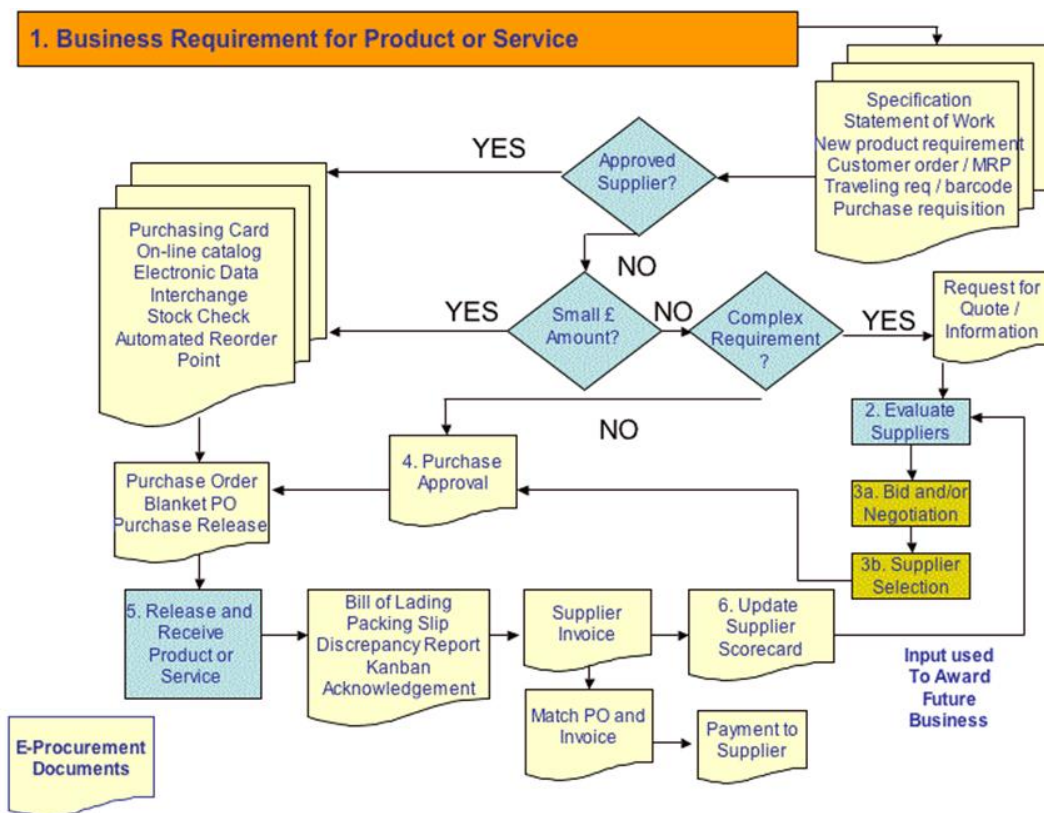 1. Business Requirement for Product or Service
Specification
Statement of Work
New product requirement
Customer order / MRP
Traveling req / barcode
Purchase requisition
YES
Approved
Supplier?
Purchasing Card
On-line catalog
Electronic Data
Interchange
Stock Check
Automated Reorder
Point
NO
YES
Small £
Amount?
NO
Complex
Requirement
?
YES
Request for
Quote /
Information
NO
2. Evaluate
Suppliers
4. Purchase
Approval
Purchase Order
Blanket PO
Purchase Release
3a. Bid and/or
Negotiation
3b. Supplier
Selection
5. Release and
Receive
Product or
Service
Bill of Lading
Packing Slip
Discrepancy Report
Kanban
Acknowledgement
Supplier
Invoice
6. Update
Supplier
Scorecard
Input used
To Award
Future
Business
Match PO and
Invoice
Payment to
Supplier
E-Procurement
Documents